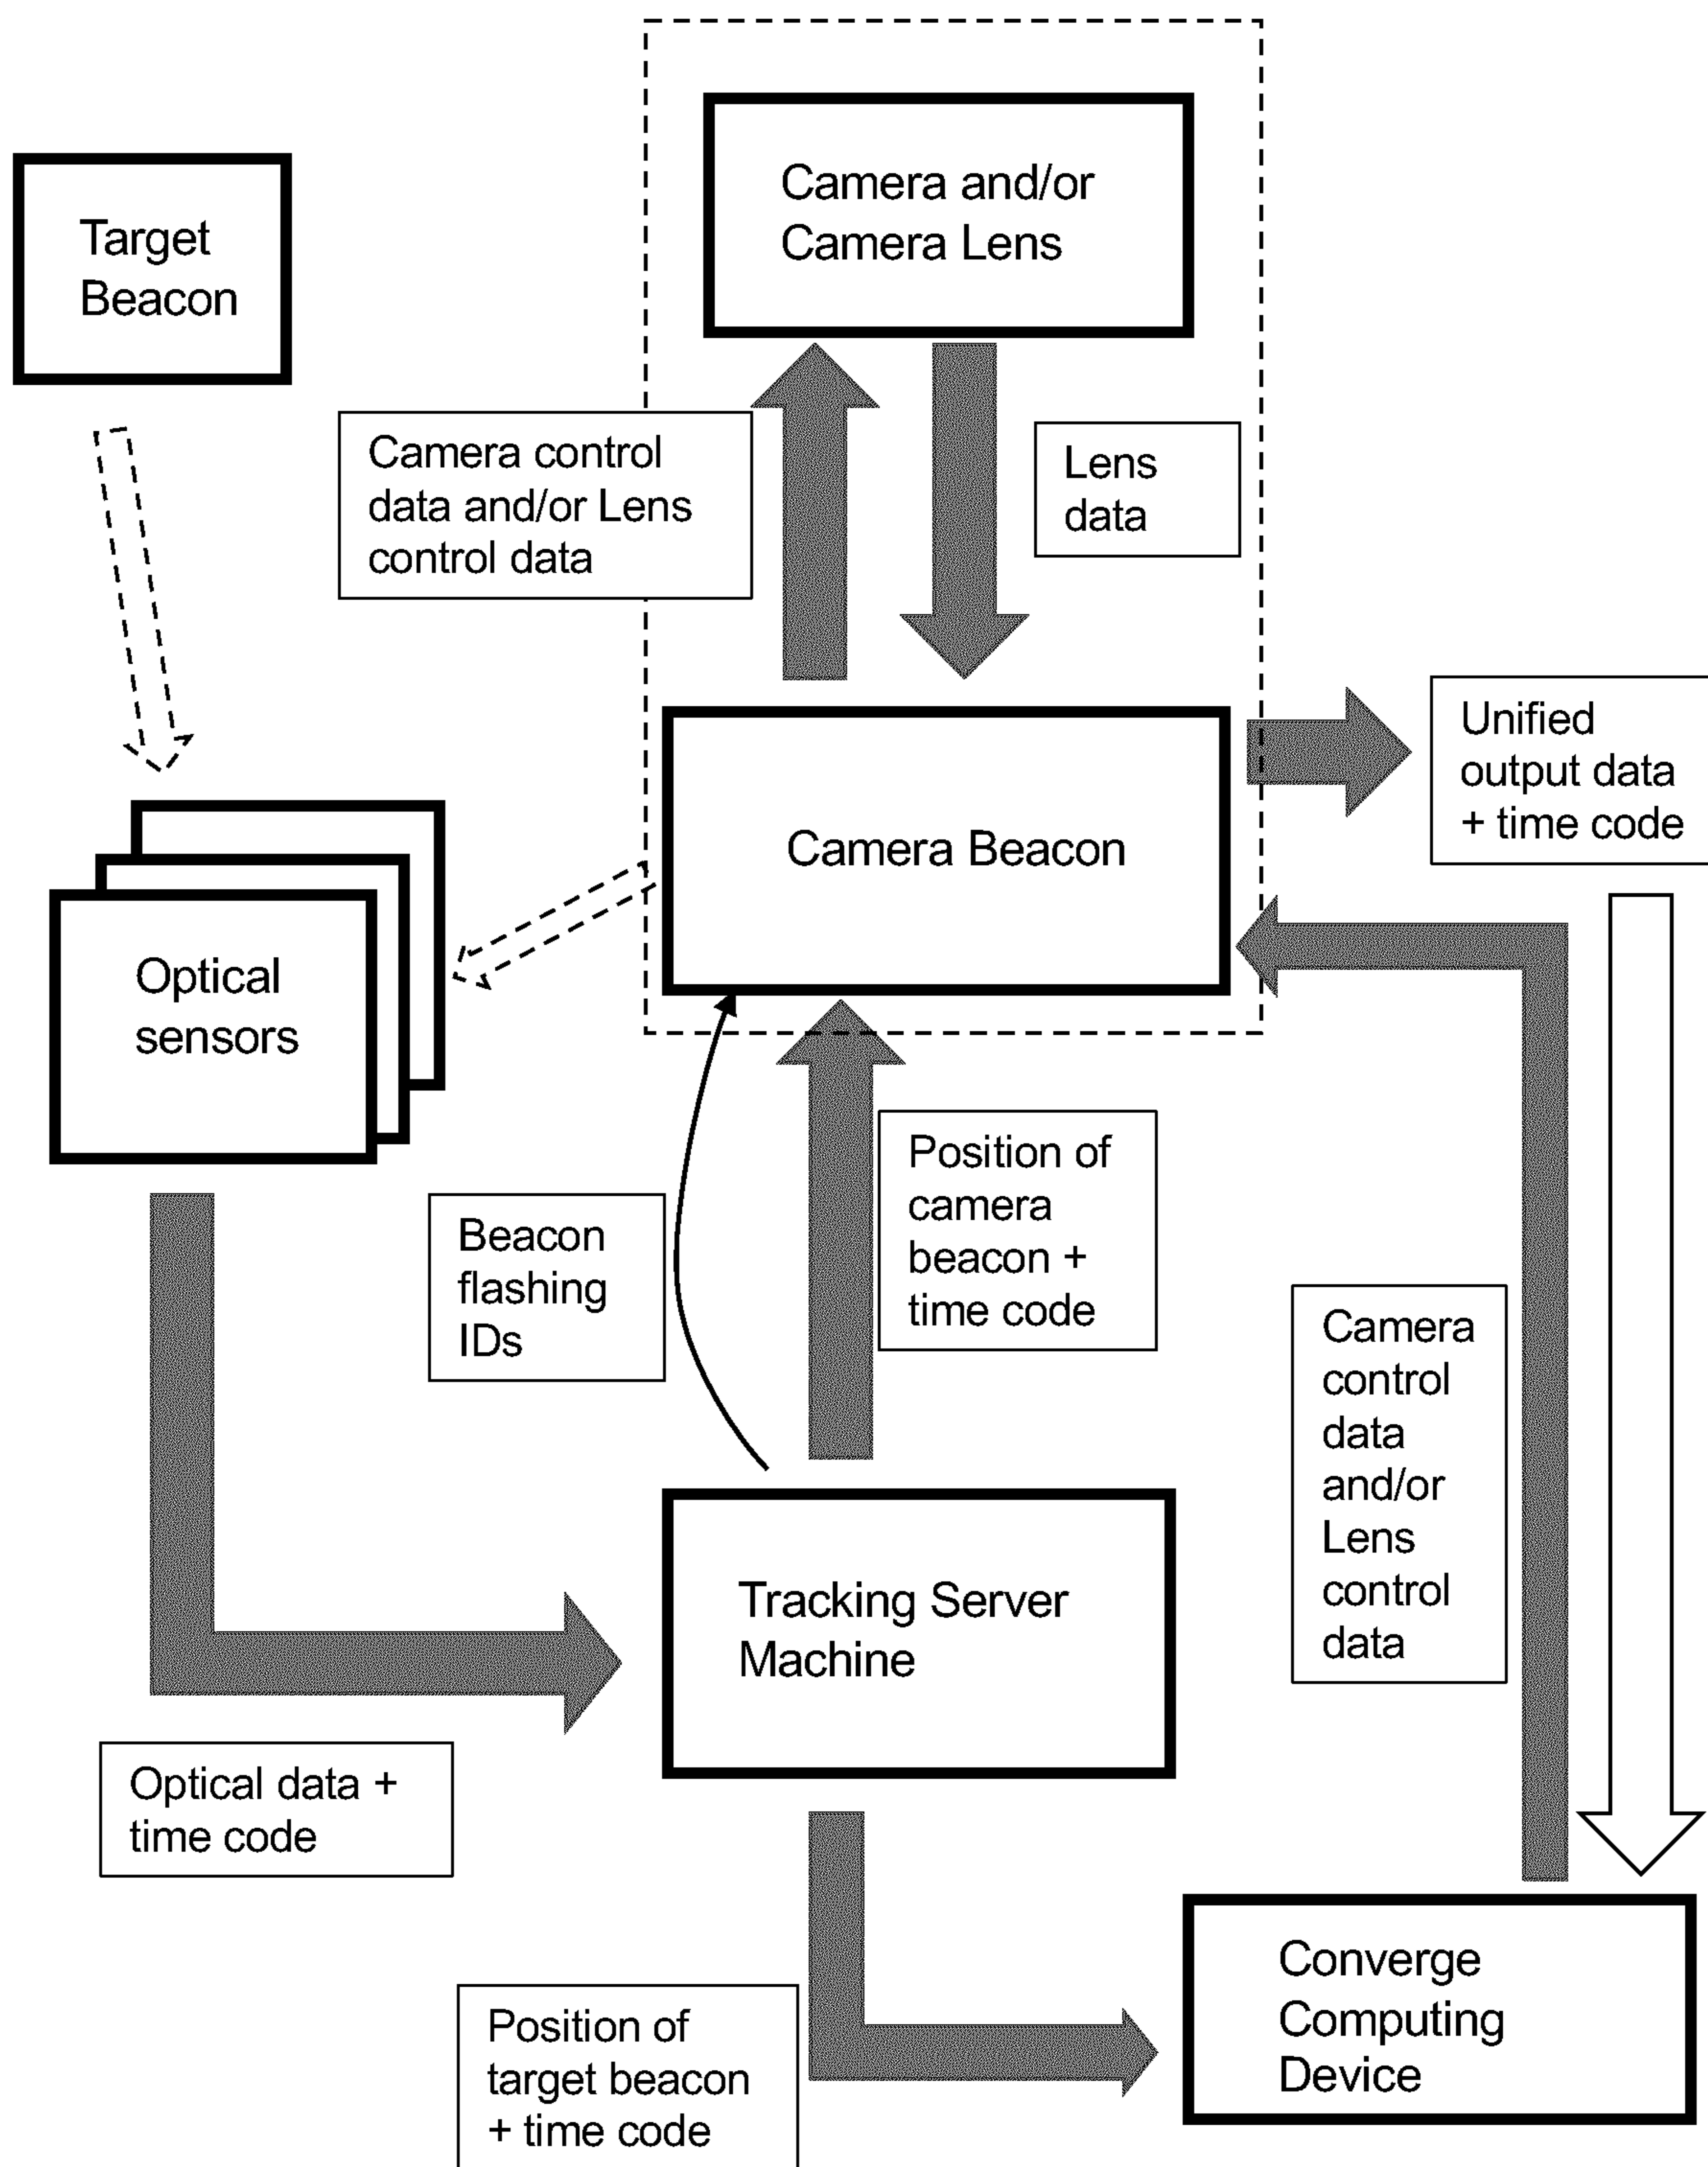 Camera and/or
Camera Lens
Target
Beacon
Camera control
data and/or Lens
control data
Lens
data
Unified
output data
+ time code
Camera Beacon
Optical
sensors
Position of
camera
beacon +
time code
Beacon
flashing
IDs
Camera
control
data
and/or
Lens
control
data
Tracking Server
Machine
Optical data +
time code
Converge
Computing
Device
Position of
target beacon
+ time code